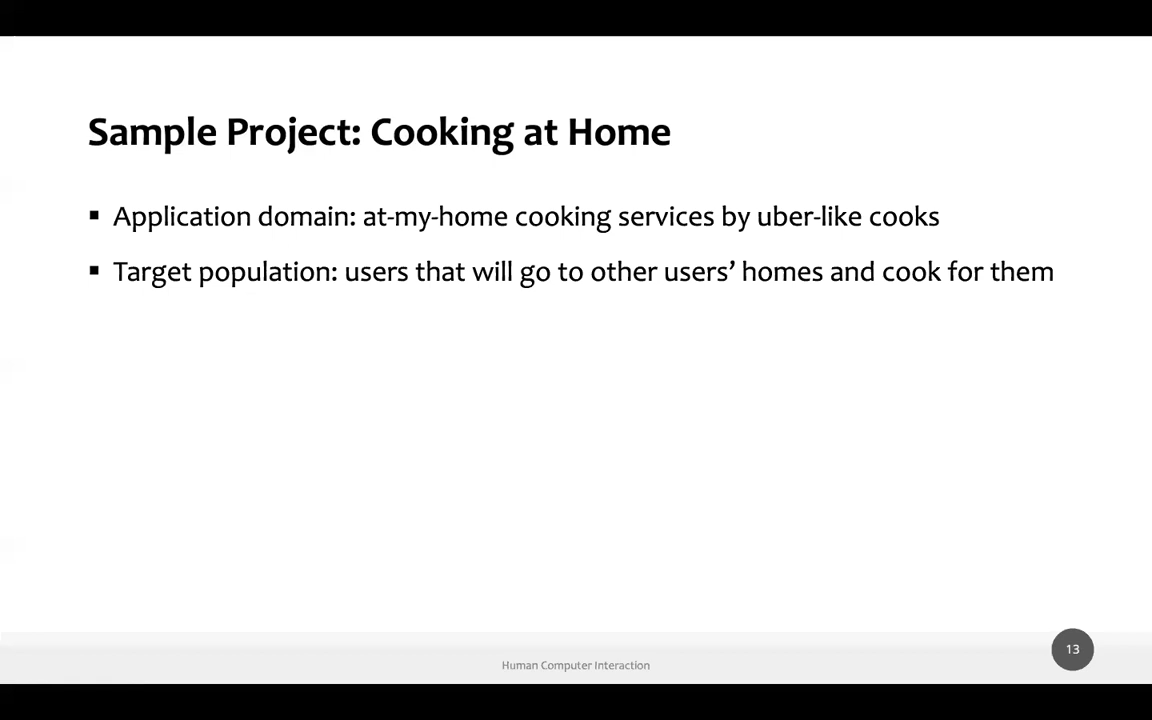 Sample Project: Cooking at Home
▪ Application domain: at-my-home cooking services by uber-like cooks
▪ Target population: users that will go to other users’ homes and cook for them
Human Computer Interaction
13